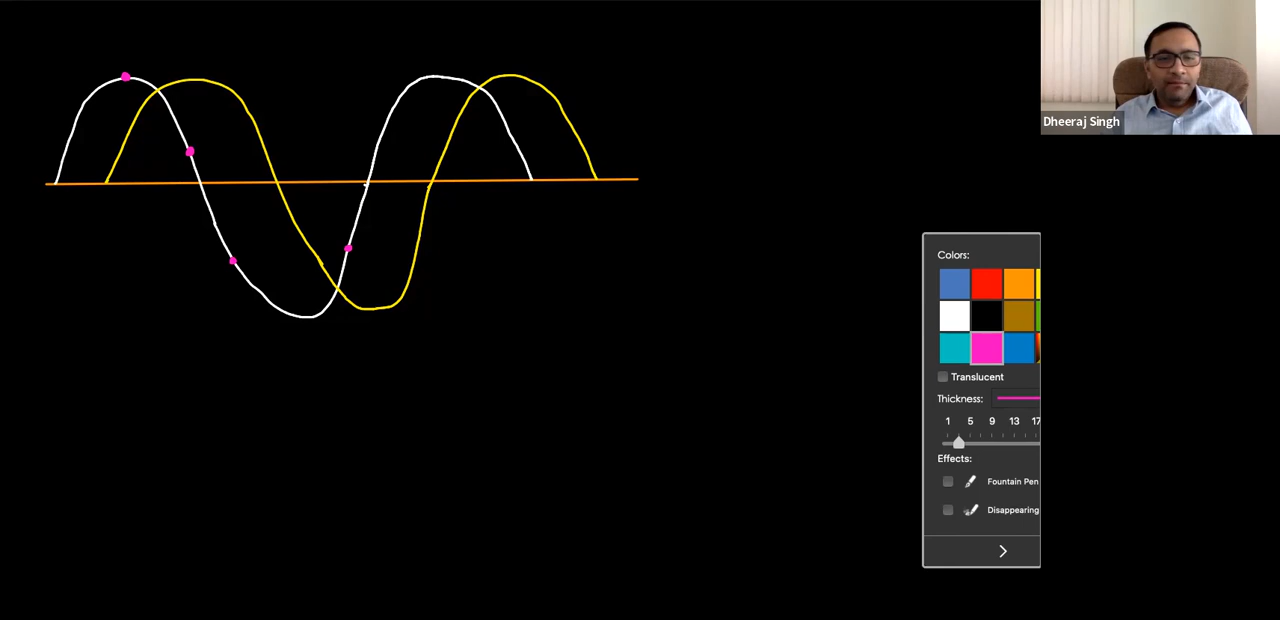 Dheeraj Singh
Colors:
Translucent
Thickness:
1 5 9 13 17
Effects:
Fountain Pen
Disappearing